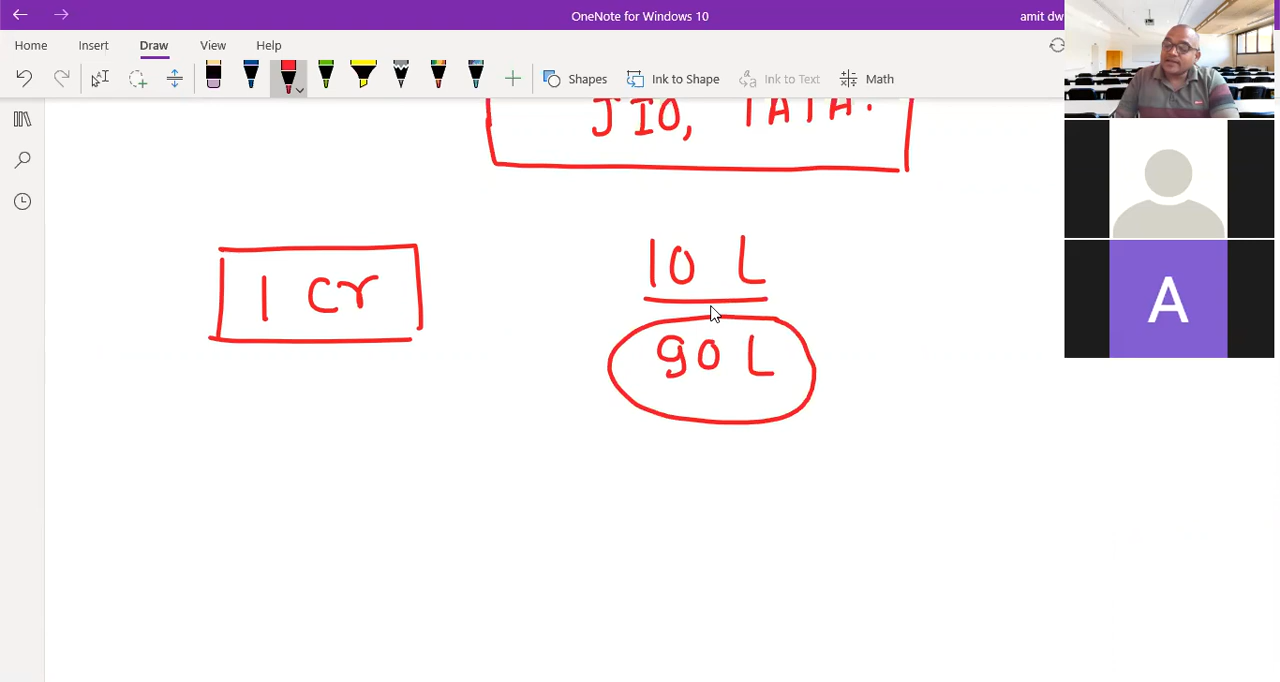 OneNote for Windows 10
amit dw
Home Insert Draw View Help
Shapes Ink to Shape Ink to Text Math
JIO, TATA.
1 Cr
10 L
90 L
A